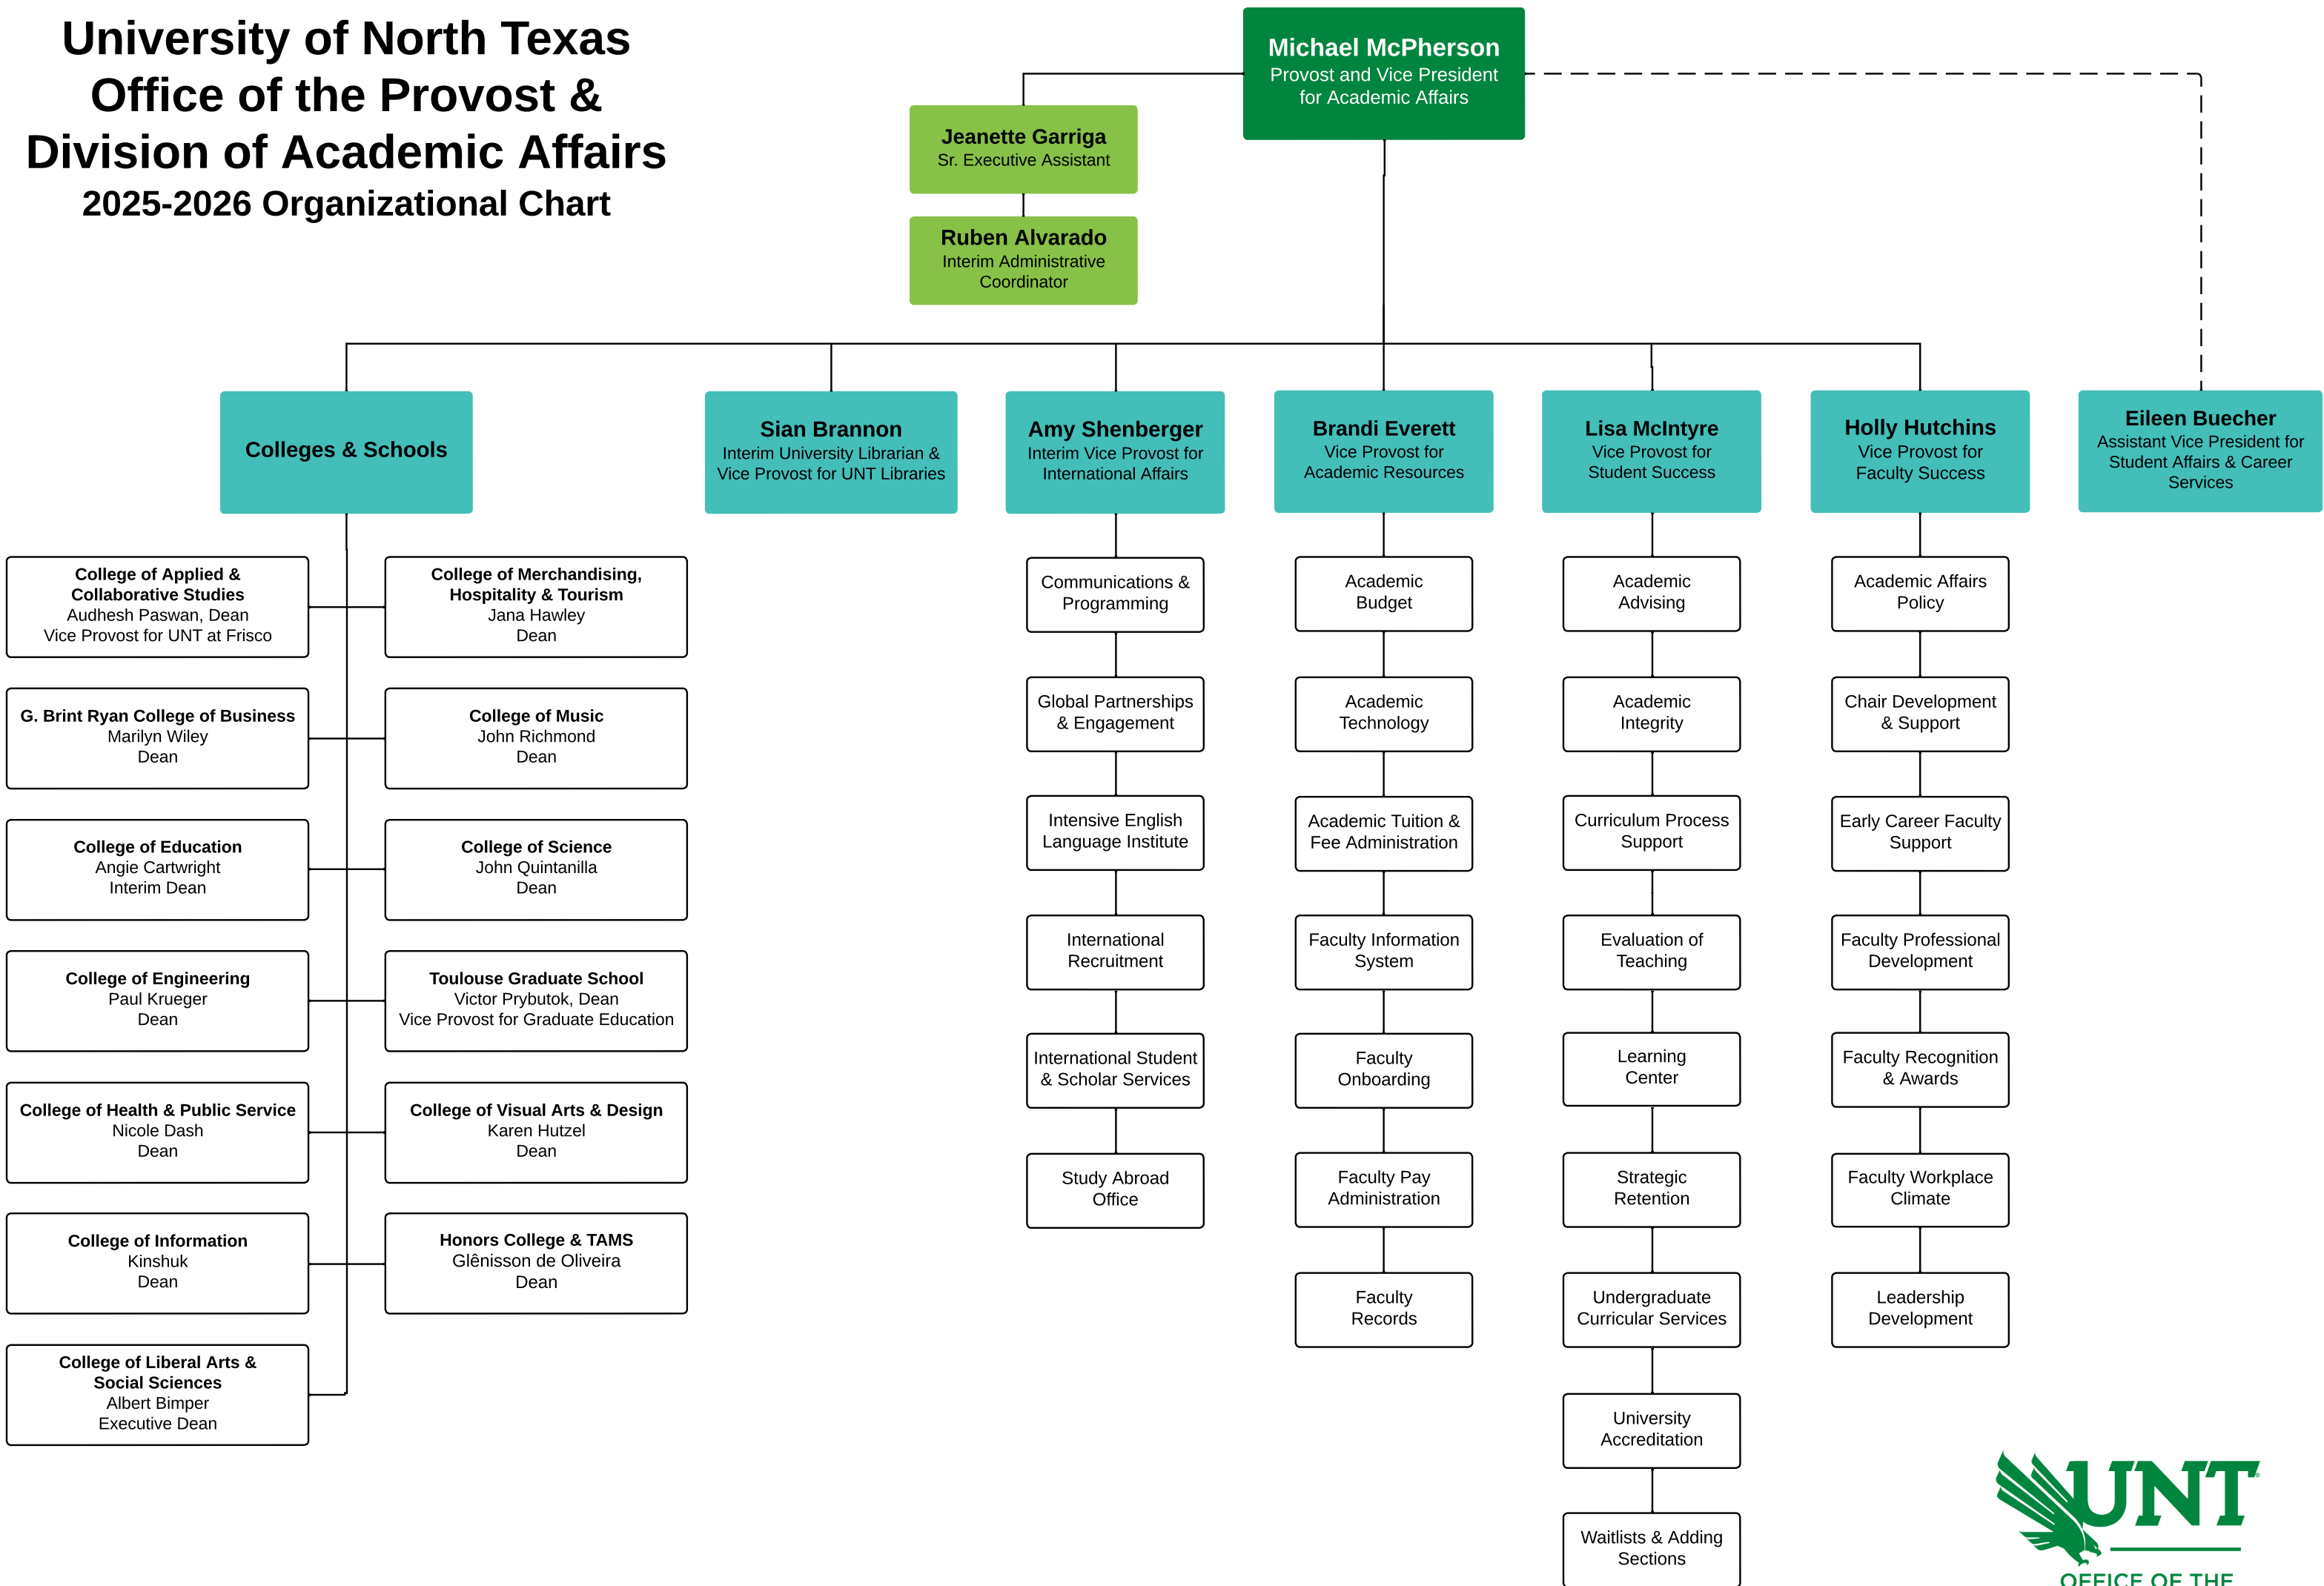 University of North Texas
Office of the Provost &
Division of Academic Affairs
2025-2026 Organizational Chart
Michael McPherson
Provost and Vice President
for Academic Affairs
Jeanette Garriga
Sr. Executive Assistant
Ruben Alvarado
Interim Administrative
Coordinator
Colleges & Schools
Sian Brannon
Interim University Librarian &
Vice Provost for UNT Libraries
Amy Shenberger
Interim Vice Provost for
International Affairs
Brandi Everett
Vice Provost for
Academic Resources
Lisa McIntyre
Vice Provost for
Student Success
Holly Hutchins
Vice Provost for
Faculty Success
Eileen Buecher
Assistant Vice President for
Student Affairs & Career
Services
College of Applied &
Collaborative Studies
Audhesh Paswan, Dean
Vice Provost for UNT at Frisco
G. Brint Ryan College of Business
Marilyn Wiley
Dean
College of Education
Angie Cartwright
Interim Dean
College of Engineering
Paul Krueger
Dean
College of Health & Public Service
Nicole Dash
Dean
College of Information
Kinshuk
Dean
College of Liberal Arts &
Social Sciences
Albert Bimper
Executive Dean
College of Merchandising,
Hospitality & Tourism
Jana Hawley
Dean
College of Music
John Richmond
Dean
College of Science
John Quintanilla
Dean
Toulouse Graduate School
Victor Prybutok, Dean
Vice Provost for Graduate Education
College of Visual Arts & Design
Karen Hutzel
Dean
Honors College & TAMS
Glênisson de Oliveira
Dean
Communications &
Programming
Global Partnerships
& Engagement
Intensive English
Language Institute
International
Recruitment
International Student
& Scholar Services
Study Abroad
Office
Academic
Budget
Academic
Technology
Academic Tuition &
Fee Administration
Faculty Information
System
Faculty
Onboarding
Faculty Pay
Administration
Faculty
Records
Academic
Advising
Academic
Integrity
Curriculum Process
Support
Evaluation of
Teaching
Learning
Center
Strategic
Retention
Undergraduate
Curricular Services
University
Accreditation
Waitlists & Adding
Sections
Academic Affairs
Policy
Chair Development
& Support
Early Career Faculty
Support
Faculty Professional
Development
Faculty Recognition
& Awards
Faculty Workplace
Climate
Leadership
Development
UNT
OFFICE OF THE